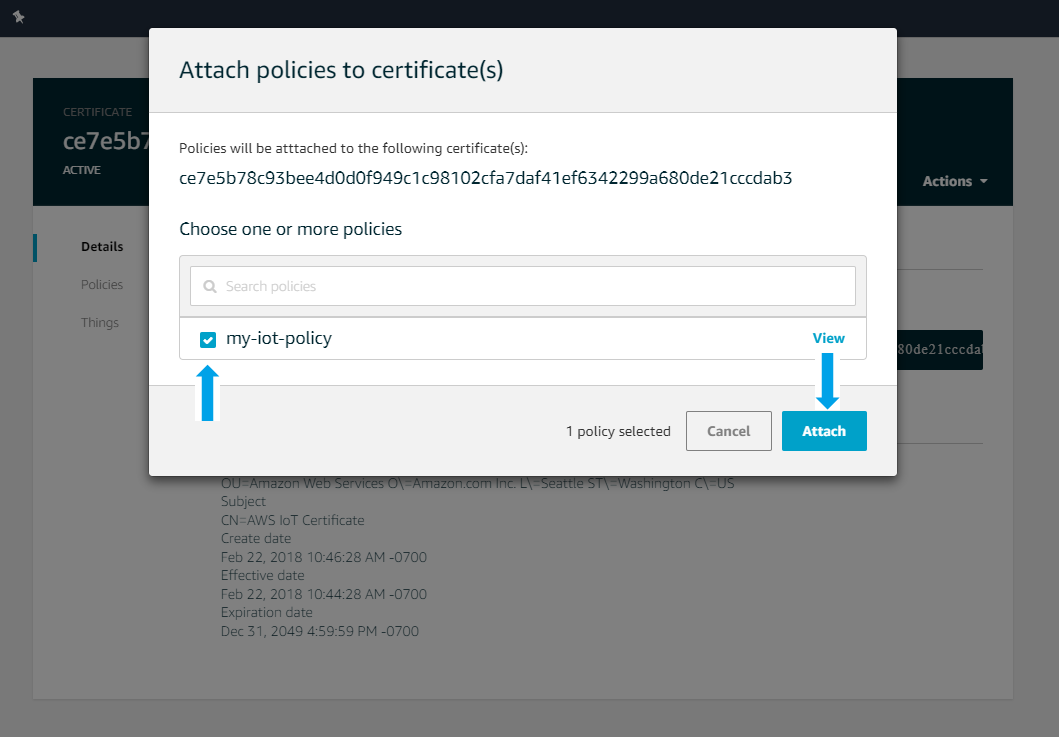 Attach policies to certificate(s)
CERTIFICATE
ce7e5b7
ACTIVE
Actions
Policies will be atttached to the following certificate(s):
ce7e5b78c93bee4d0d0f949c1c98102cfa7daf41ef6342299a680de21cccdab3
Choose one or more policies
Search policies
my-iot-policy
View
1 policy selected
Cancel
Attach
Details
Policies
Things
80de21cccdab
OU=Amazon Web Services O\=Amazon.com Inc. L\=Seattle ST\=Washington C\=US
Subject
CN=AWS IoT Certificate
Create date
Feb 22, 2018 10:46:28 AM -0700
Effective date
Feb 22, 2018 10:44:28 AM -0700
Expiration date
Dec 31, 2049 4:59:59 PM -0700